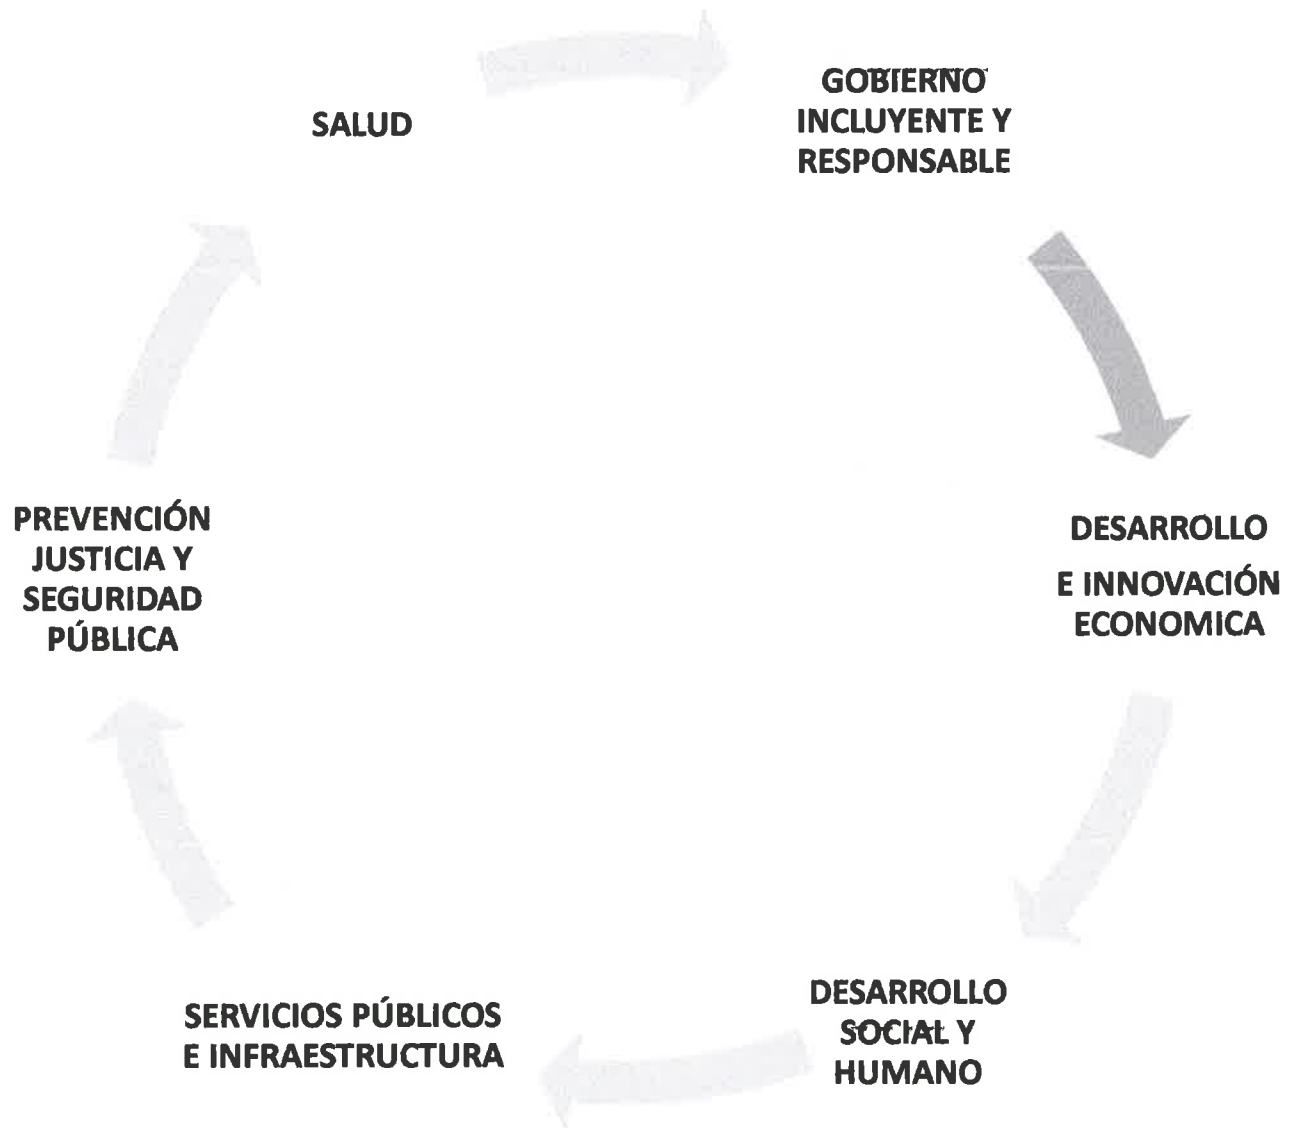 SALUD
GOBIERNO
INCLUYENTE Y
RESPONSABLE
DESARROLLO
E INNOVACIÓN
ECONOMICA
DESARROLLO
SOCIAL Y
HUMANO
SERVICIOS PÚBLICOS
E INFRAESTRUCTURA
PREVENCIÓN
JUSTICIA Y
SEGURIDAD
PÚBLICA